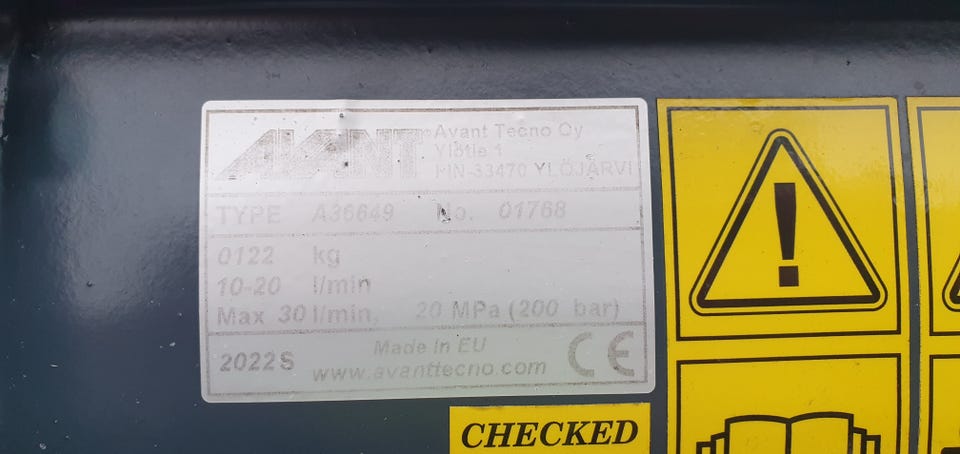 AVANT® Avant Tecno Oy
Ylötie 1
FIN-33470 YLÖJÄRVI
TYPE A36649 No. 01768
0122 kg
10-20 l/min
Max 30 l/min. 20 MPa (200 bar)
2022 S Made in EU CE
www.avanttecno.com
CHECKED